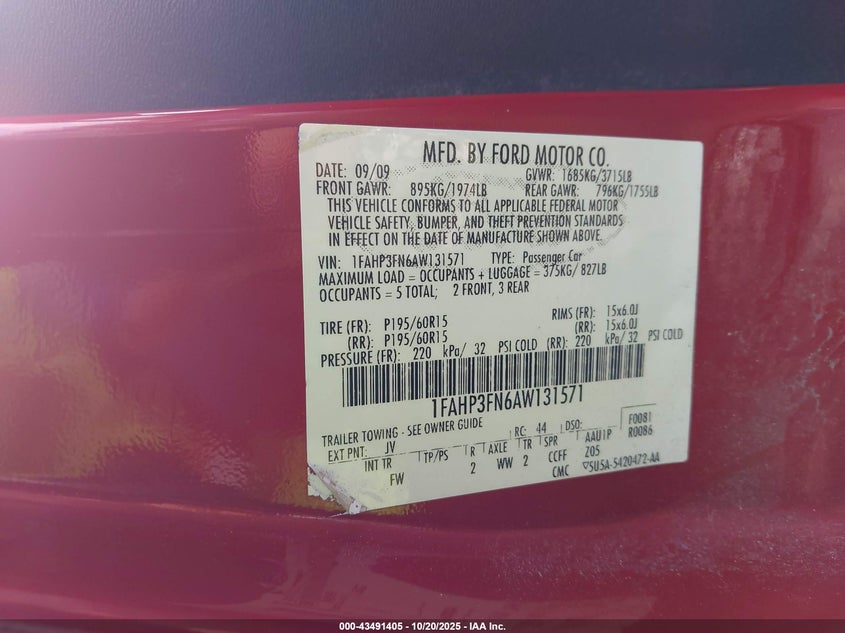 MFD. BY FORD MOTOR CO.
DATE: 09/09 GVWR: 1685KG/3715LB
FRONT GAWR: 895KG/1974LB REAR GAWR: 796KG/1755LB
THIS VEHICLE CONFORMS TO ALL APPLICABLE FEDERAL MOTOR
VEHICLE SAFETY, BUMPER, AND THEFT PREVENTION STANDARDS
IN EFFECT ON THE DATE OF MANUFACTURE SHOWN ABOVE.
VIN: 1FAHP3FN6AW131571 TYPE: Passenger Car
MAXIMUM LOAD = OCCUPANTS + LUGGAGE = 375KG/ 827LB
OCCUPANTS = 5 TOTAL; 2 FRONT, 3 REAR
TIRE (FR): P195/60R15 RIMS (FR): 15x6.0J
(RR): P195/60R15 (RR): 15x6.0J
PRESSURE (FR): 220 kPa/ 32 PSI COLD (RR): 220 kPa/ 32 PSI COLD
1FAHP3FN6AW131571
TRAILER TOWING - SEE OWNER GUIDE
RC: 44 DSO: F0081
EXT PNT: JV R AXLE TR SPR AAU1P R0086
INT TR TP/PS 2 WW 2 CCFF Z05
FW CMC ▽5U5A-5420472-AA
000-43491405 | 10/20/2025 | IAA Inc.